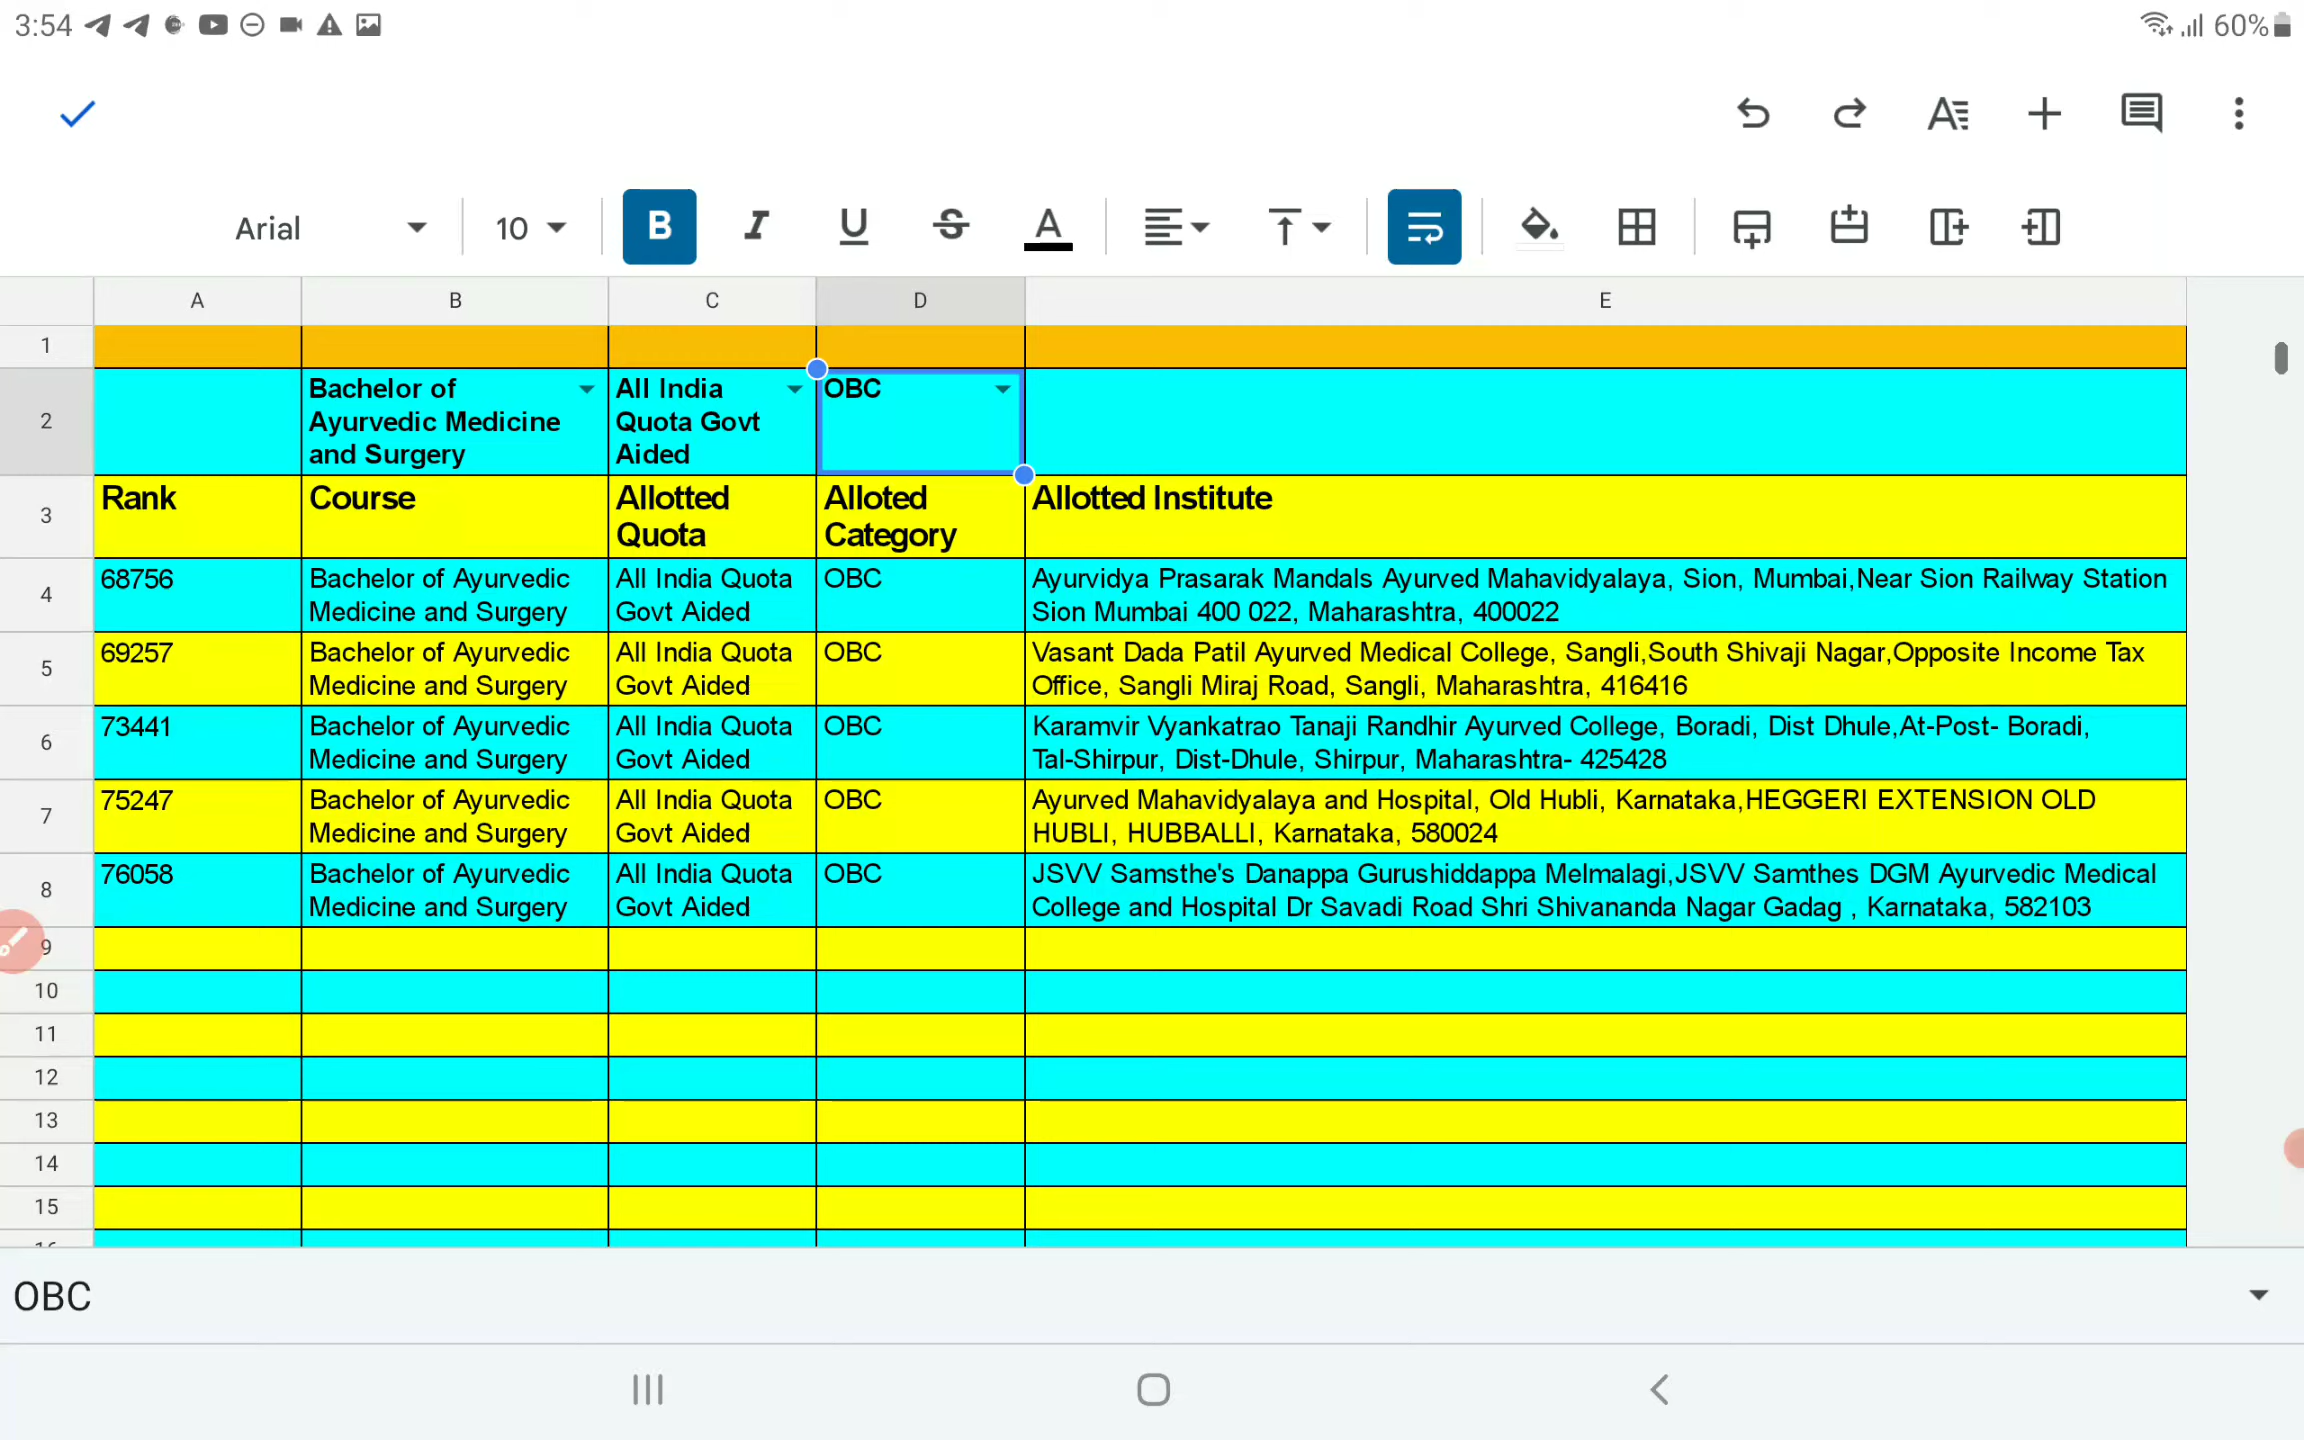 3:54
60%
Arial
10
B I U S A
A B C D E
1
2
Bachelor of
Ayurvedic Medicine
and Surgery
All India
Quota Govt
Aided
OBC
3
Rank
Course
Allotted
Quota
Alloted
Category
Allotted Institute
4
68756
Bachelor of Ayurvedic
Medicine and Surgery
All India Quota
Govt Aided
OBC
Ayurvidya Prasarak Mandals Ayurved Mahavidyalaya, Sion, Mumbai,Near Sion Railway Station
Sion Mumbai 400 022, Maharashtra, 400022
5
69257
Bachelor of Ayurvedic
Medicine and Surgery
All India Quota
Govt Aided
OBC
Vasant Dada Patil Ayurved Medical College, Sangli,South Shivaji Nagar,Opposite Income Tax
Office, Sangli Miraj Road, Sangli, Maharashtra, 416416
6
73441
Bachelor of Ayurvedic
Medicine and Surgery
All India Quota
Govt Aided
OBC
Karamvir Vyankatrao Tanaji Randhir Ayurved College, Boradi, Dist Dhule,At-Post- Boradi,
Tal-Shirpur, Dist-Dhule, Shirpur, Maharashtra- 425428
7
75247
Bachelor of Ayurvedic
Medicine and Surgery
All India Quota
Govt Aided
OBC
Ayurved Mahavidyalaya and Hospital, Old Hubli, Karnataka,HEGGERI EXTENSION OLD
HUBLI, HUBBALLI, Karnataka, 580024
8
76058
Bachelor of Ayurvedic
Medicine and Surgery
All India Quota
Govt Aided
OBC
JSVV Samsthe's Danappa Gurushiddappa Melmalagi,JSVV Samthes DGM Ayurvedic Medical
College and Hospital Dr Savadi Road Shri Shivananda Nagar Gadag , Karnataka, 582103
9
10
11
12
13
14
15
OBC